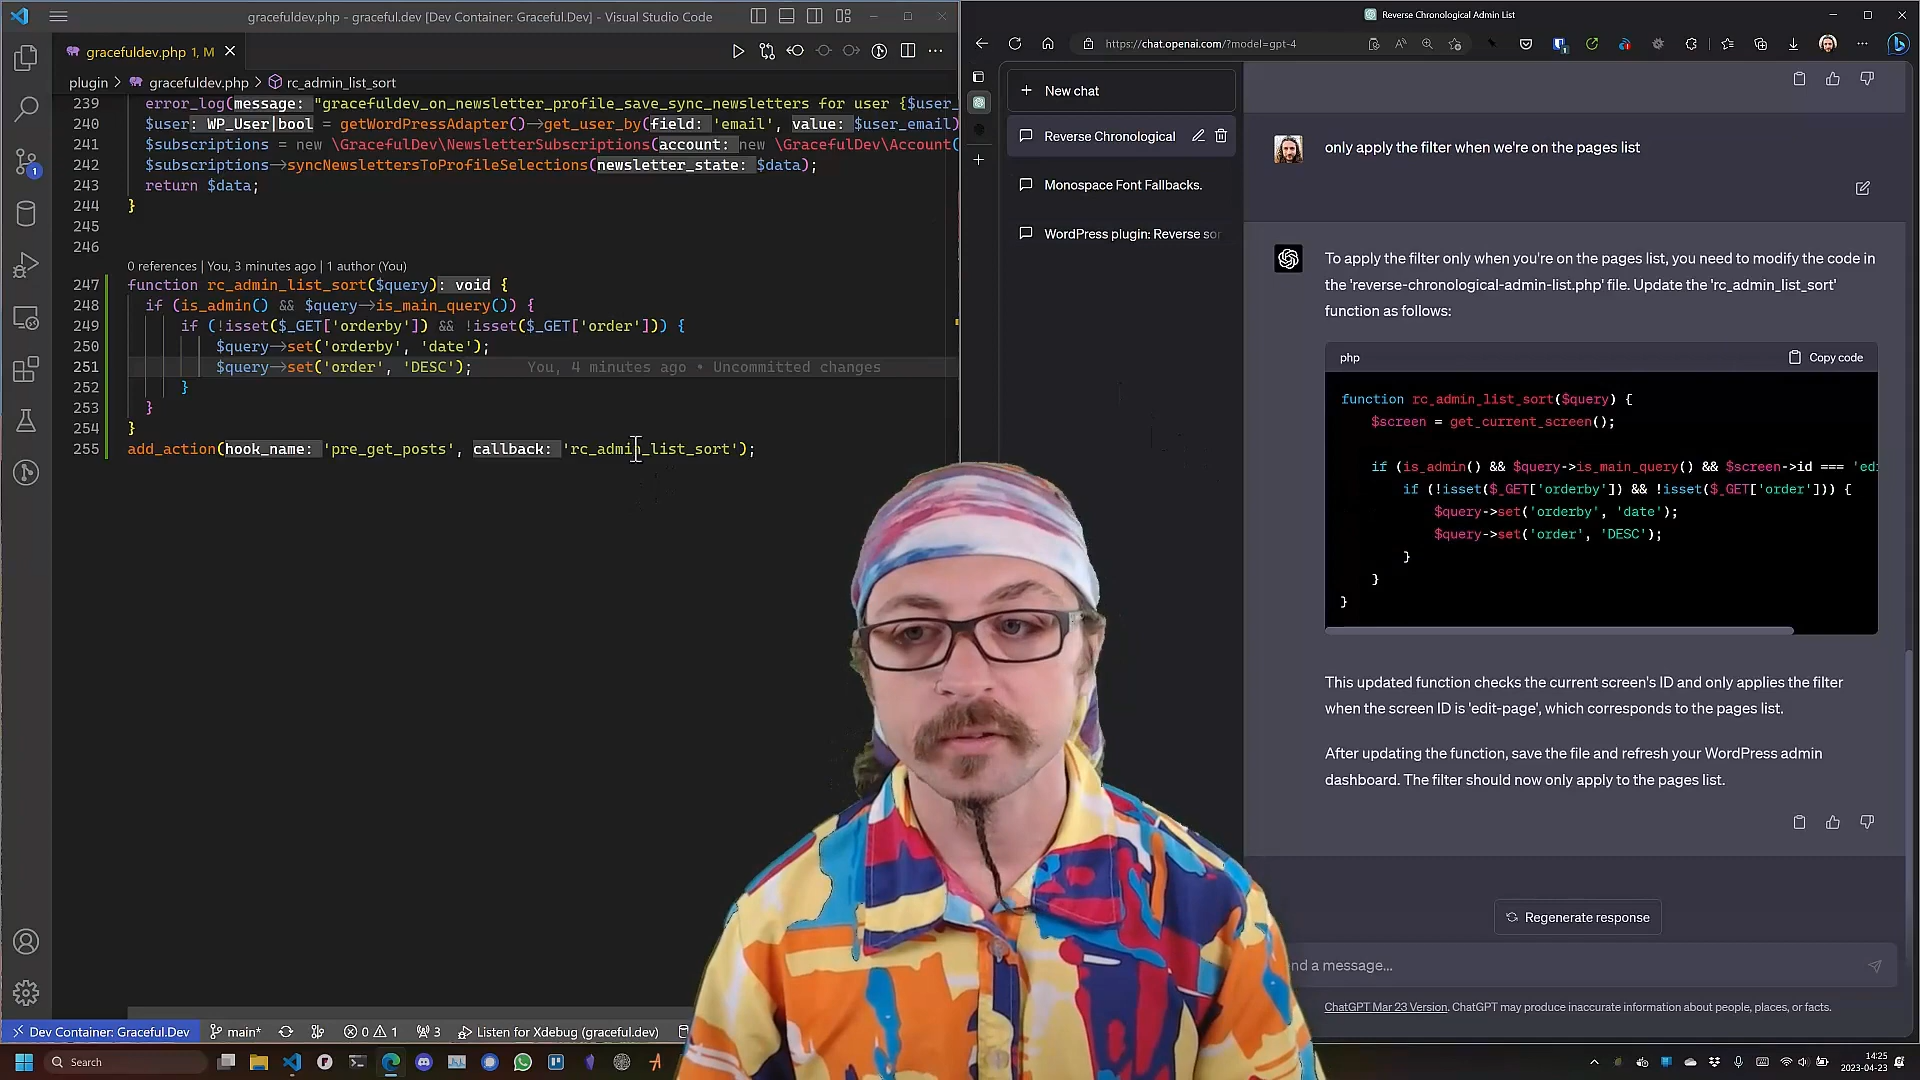 gracefuldev.php - graceful.dev [Dev Container: Graceful.Dev] - Visual Studio Code
gracefuldev.php 1, M
plugin > gracefuldev.php > rc_admin_list_sort
239 error_log(message: "gracefuldev_on_newsletter_profile_save_sync_newsletters for user {$user_
240 $user: WP_User|bool = getWordPressAdapter()->get_user_by(field: 'email', value: $user_email)
241 $subscriptions = new \GracefulDev\NewsletterSubscriptions(account: new \GracefulDev\Account(
242 $subscriptions->syncNewslettersToProfileSelections(newsletter_state: $data);
243 return $data;
244 }
245
246
0 references | You, 3 minutes ago | 1 author (You)
247 function rc_admin_list_sort($query): void {
248 if (is_admin() && $query->is_main_query()) {
249 if (!isset($_GET['orderby']) && !isset($_GET['order'])) {
250 $query->set('orderby', 'date');
251 $query->set('order', 'DESC'); You, 4 minutes ago • Uncommitted changes
252 }
253 }
254 }
255 add_action(hook_name: 'pre_get_posts', callback: 'rc_admin_list_sort');
1
Dev Container: Graceful.Dev main* 0 1 3 Listen for Xdebug (graceful.dev)
Reverse Chronological Admin List
https://chat.openai.com/?model=gpt-4
New chat
Reverse Chronological
Monospace Font Fallbacks.
WordPress plugin: Reverse sor
only apply the filter when we're on the pages list
To apply the filter only when you're on the pages list, you need to modify the code in
the 'reverse-chronological-admin-list.php' file. Update the 'rc_admin_list_sort'
function as follows:
php Copy code
function rc_admin_list_sort($query) {
$screen = get_current_screen();
if (is_admin() && $query->is_main_query() && $screen->id === 'ed
if (!isset($_GET['orderby']) && !isset($_GET['order'])) {
$query->set('orderby', 'date');
$query->set('order', 'DESC');
}
}
}
This updated function checks the current screen's ID and only applies the filter
when the screen ID is 'edit-page', which corresponds to the pages list.
After updating the function, save the file and refresh your WordPress admin
dashboard. The filter should now only apply to the pages list.
Regenerate response
nd a message...
ChatGPT Mar 23 Version. ChatGPT may produce inaccurate information about people, places, or facts.
Search
14:25
2023-04-23